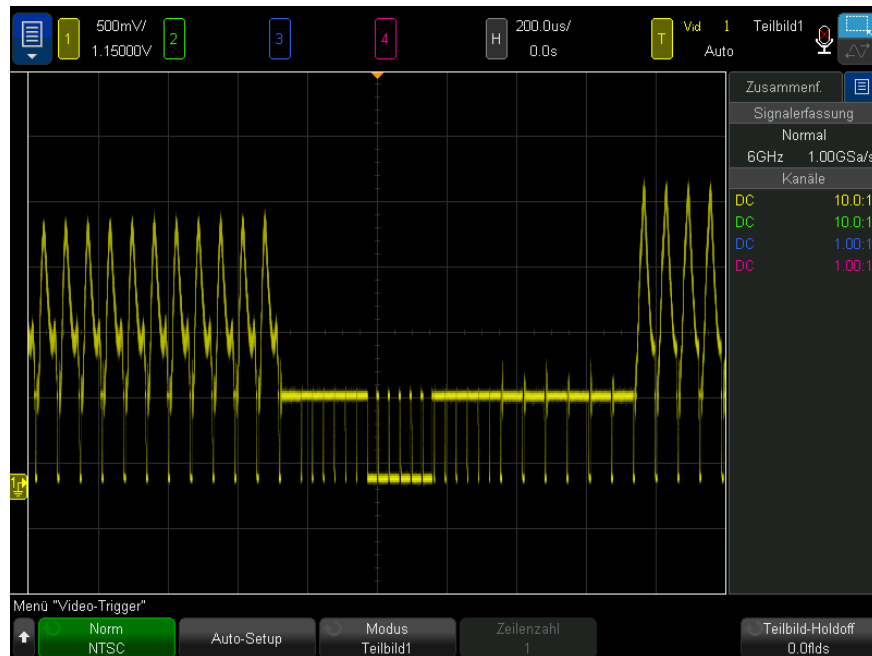 1
500mV/
1.15000V
2
3
4
H
200.0us/
0.0s
T
Vid 1
Auto
Teilbild1
Zusammenf.
Signalerfassung
Normal
6GHz 1.00GSa/s
Kanäle
DC 10.0:1
DC 10.0:1
DC 1.00:1
DC 1.00:1
1
Menü "Video-Trigger"
Norm
NTSC
Auto-Setup
Modus
Teilbild1
Zeilenzahl
1
Teilbild-Holdoff
0.0flds